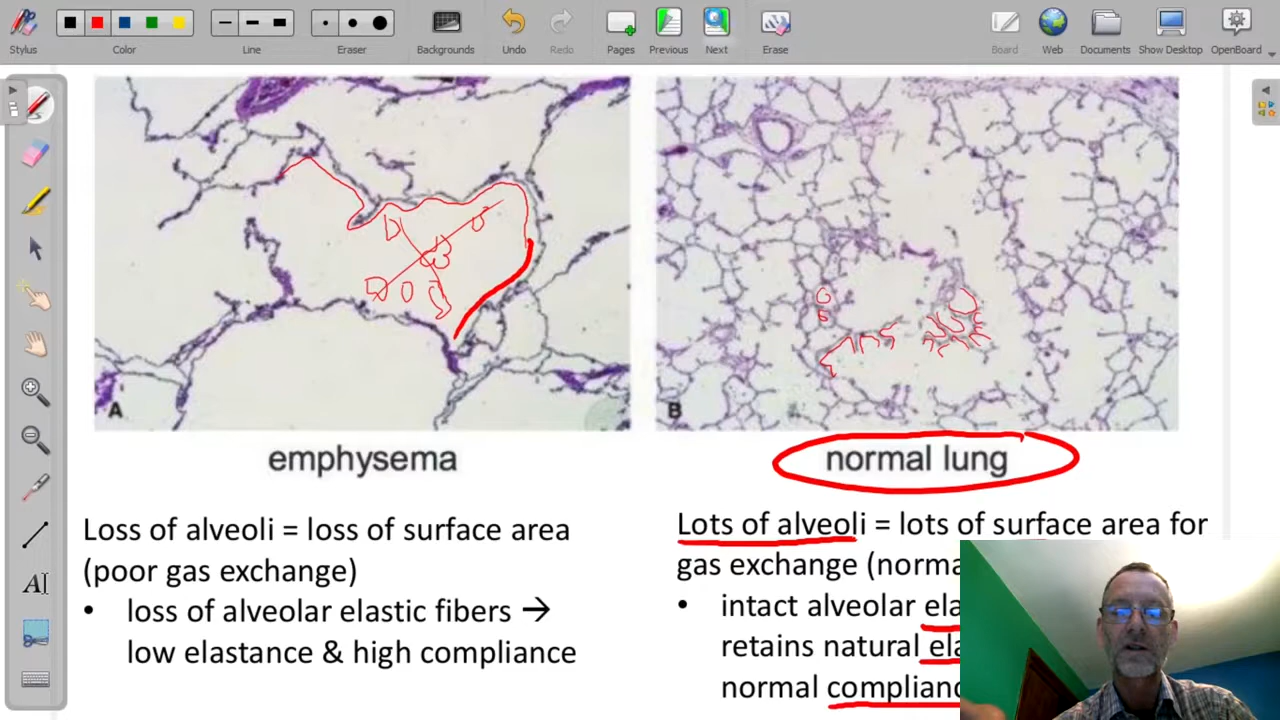 Stylus
Color
Line
Eraser
Backgrounds
Undo
Redo
Pages
Previous
Next
Erase
Board
Web
Documents
Show Desktop
OpenBoard
A
B
emphysema
normal lung
Loss of alveoli = loss of surface area
(poor gas exchange)
• loss of alveolar elastic fibers →
low elastance & high compliance
Lots of alveoli = lots of surface area for
gas exchange (norma
• intact alveolar ela
retains natural ela
normal complianc